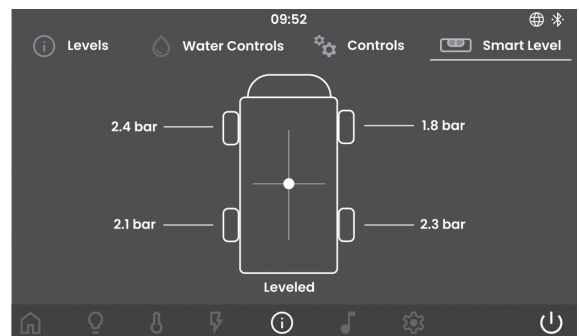 09:52
Levels Water Controls Controls Smart Level
2.4 bar 1.8 bar
2.1 bar 2.3 bar
Leveled